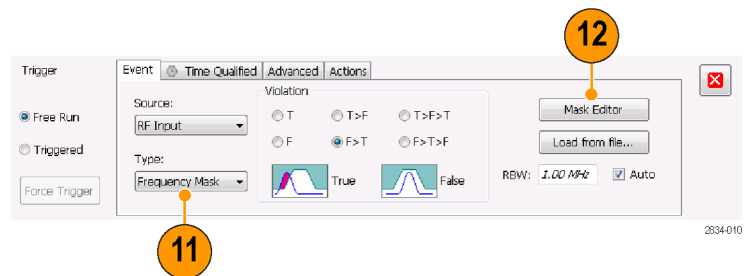 12
Trigger
Event Time Qualified Advanced Actions
Free Run
Triggered
Force Trigger
Source:
RF Input
Type:
Frequency Mask
Violation
T T>F T>F>T
F F>T F>T>F
True False
Mask Editor
Load from file...
RBW: 1.00 MHz Auto
11
2834-010